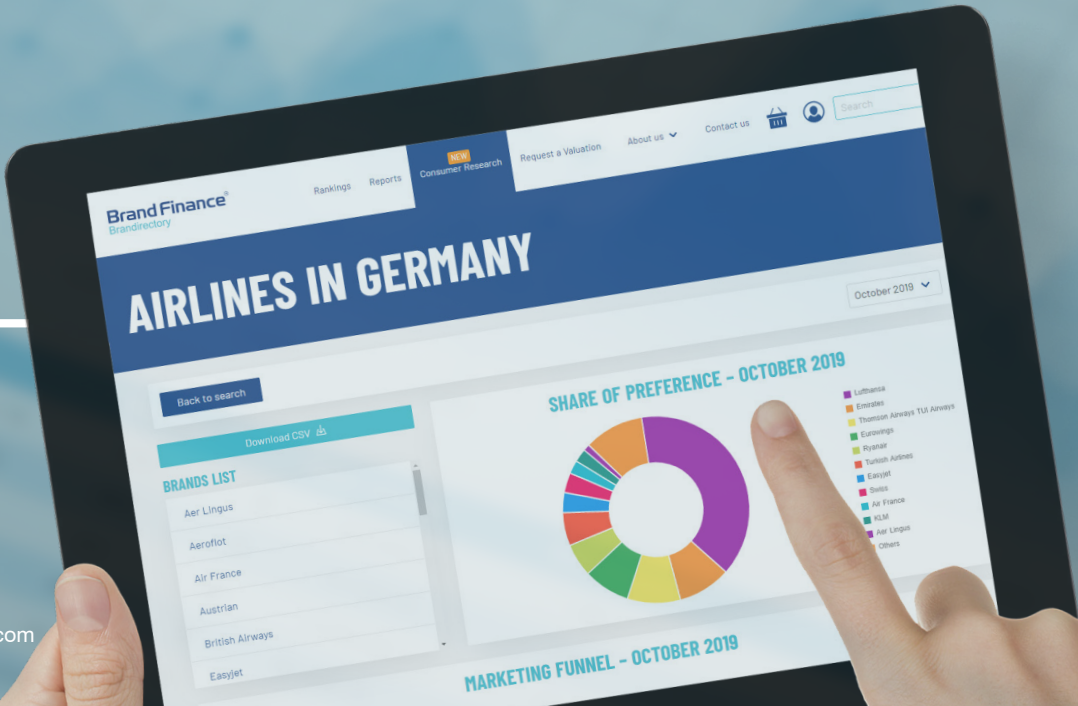 Brand Finance®
Brandirectory
Rankings
Reports
NEW
Consumer Research
Request a Valuation
About us
Contact us
Search
AIRLINES IN GERMANY
October 2019
Back to search
Download CSV
BRANDS LIST
Aer Lingus
Aeroflot
Air France
Austrian
British Airways
Easyjet
SHARE OF PREFERENCE – OCTOBER 2019
Lufthansa
Emirates
Thomson Airways TUI Airways
Eurowings
Ryanair
Turkish Airlines
Easyjet
Swiss
Air France
KLM
Aer Lingus
Others
MARKETING FUNNEL – OCTOBER 2019
com